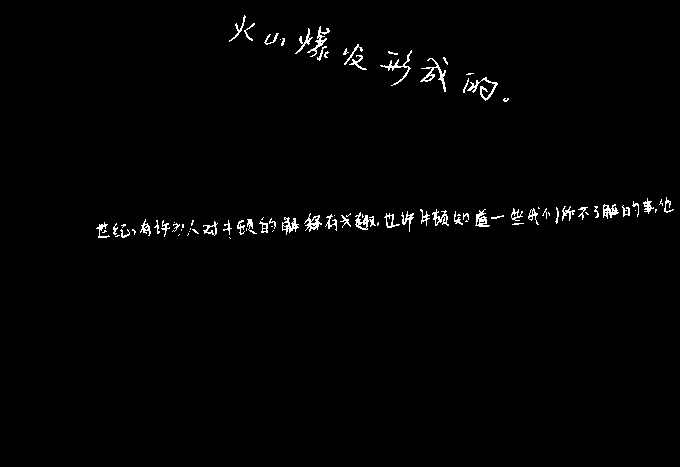 火山爆发形成的。
世纪,有许多人对牛顿的解释有兴趣,也许牛顿知道一些我们所不了解的事,他